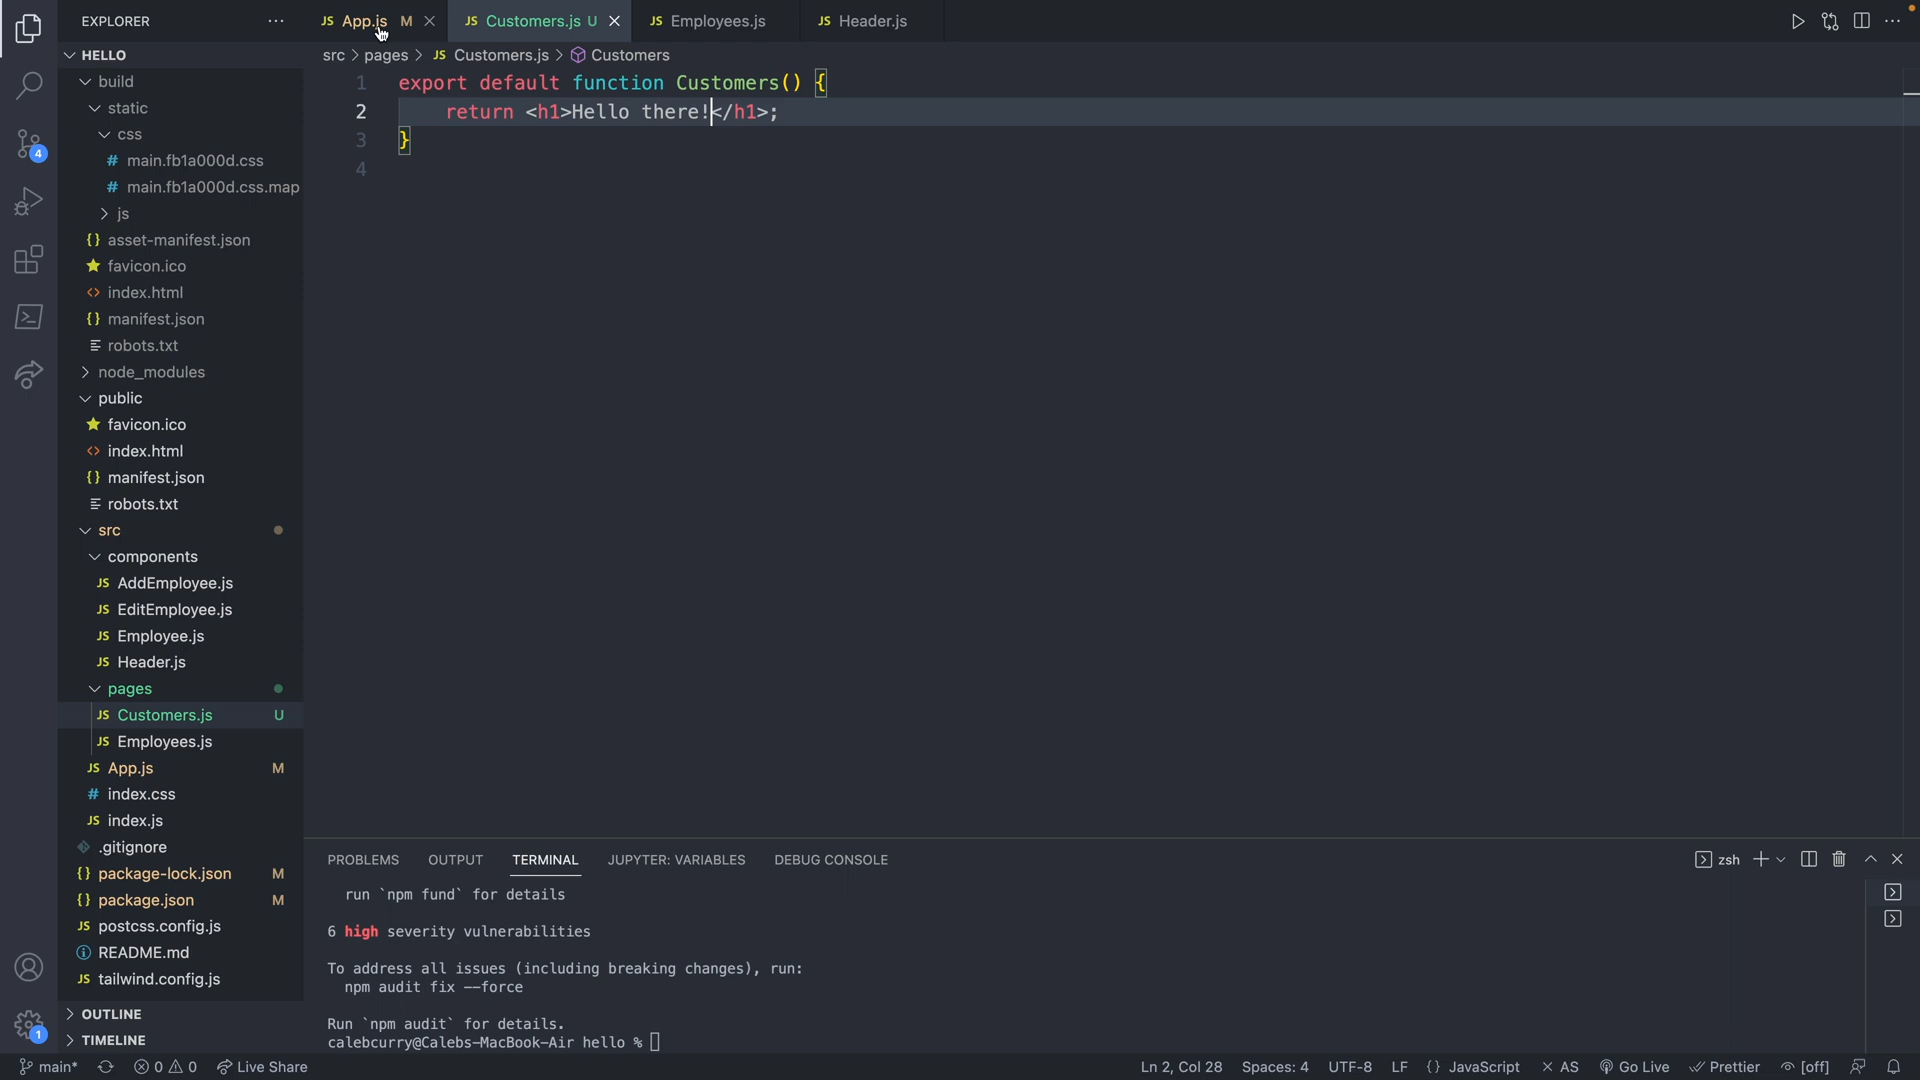 EXPLORER
JS App.js M
JS Customers.js U
JS Employees.js
JS Header.js
HELLO
src > pages > JS Customers.js > Customers
build
static
css
# main.fb1a000d.css
# main.fb1a000d.css.map
js
{} asset-manifest.json
favicon.ico
<> index.html
{} manifest.json
robots.txt
node_modules
public
favicon.ico
<> index.html
{} manifest.json
robots.txt
src
components
JS AddEmployee.js
JS EditEmployee.js
JS Employee.js
JS Header.js
pages
JS Customers.js U
JS Employees.js
JS App.js M
# index.css
JS index.js
.gitignore
{} package-lock.json M
{} package.json M
JS postcss.config.js
README.md
JS tailwind.config.js
OUTLINE
TIMELINE
4
1
1 export default function Customers() {
2 return <h1>Hello there!</h1>;
3 }
4
PROBLEMS OUTPUT TERMINAL JUPYTER: VARIABLES DEBUG CONSOLE
zsh
run `npm fund` for details
6 high severity vulnerabilities
To address all issues (including breaking changes), run:
npm audit fix --force
Run `npm audit` for details.
calebcurry@Calebs-MacBook-Air hello %
main* 0 0 Live Share
Ln 2, Col 28 Spaces: 4 UTF-8 LF {} JavaScript × AS Go Live Prettier [off]